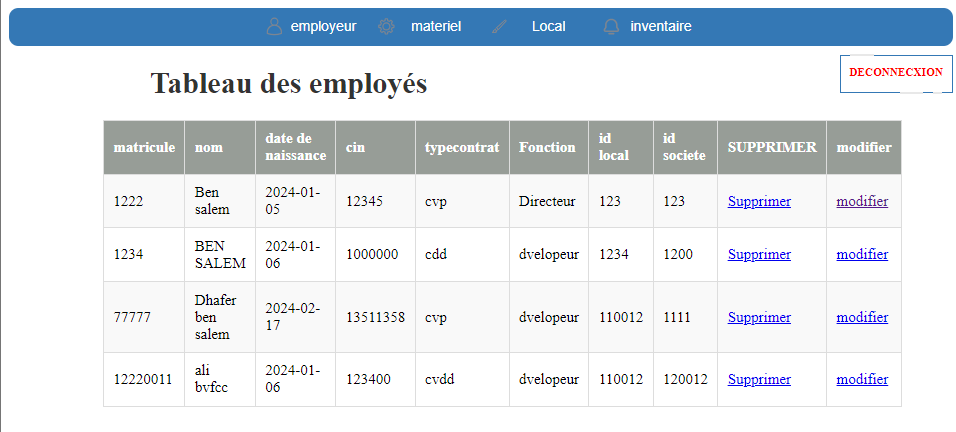 employeur materiel Local inventaire
DECONNECXION
Tableau des employés
matricule nom date de naissance cin typecontrat Fonction id local id societe SUPPRIMER modifier
1222 Ben salem 2024-01-05 12345 cvp Directeur 123 123 Supprimer modifier
1234 BEN SALEM 2024-01-06 1000000 cdd dvelopeur 1234 1200 Supprimer modifier
77777 Dhafer ben salem 2024-02-17 13511358 cvp dvelopeur 110012 1111 Supprimer modifier
12220011 ali bvfcc 2024-01-06 123400 cvdd dvelopeur 110012 120012 Supprimer modifier